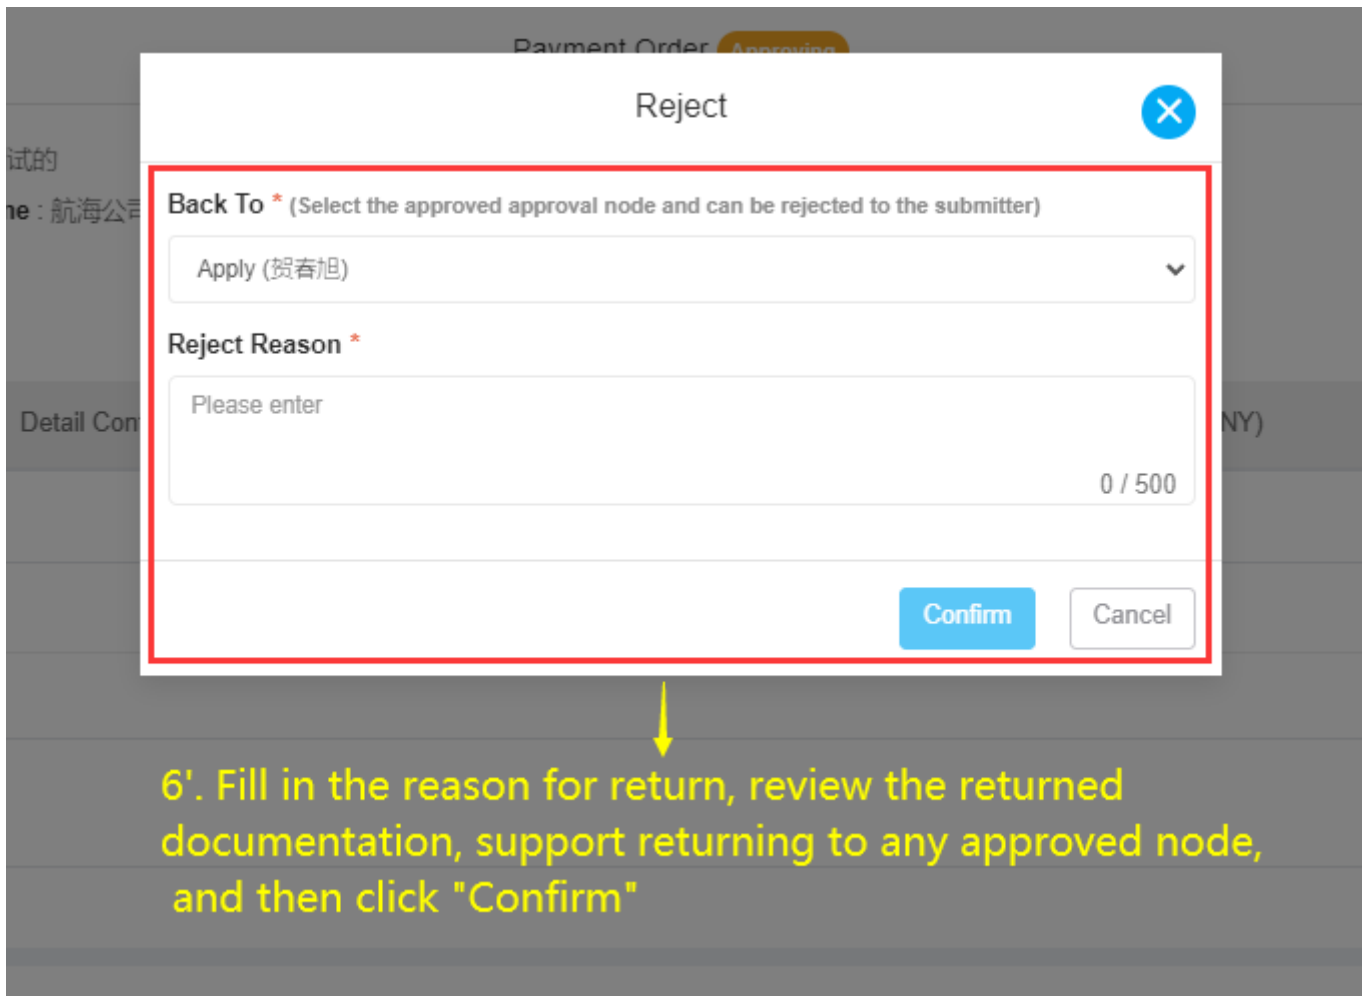 Payment Order Approving
Reject
试的
ne : 航海公司
Back To * (Select the approved approval node and can be rejected to the submitter)
Apply (贺春旭)
Reject Reason *
Please enter
Detail Con
NY)
0 / 500
Confirm
Cancel
6'. Fill in the reason for return, review the returned
documentation, support returning to any approved node,
and then click "Confirm"